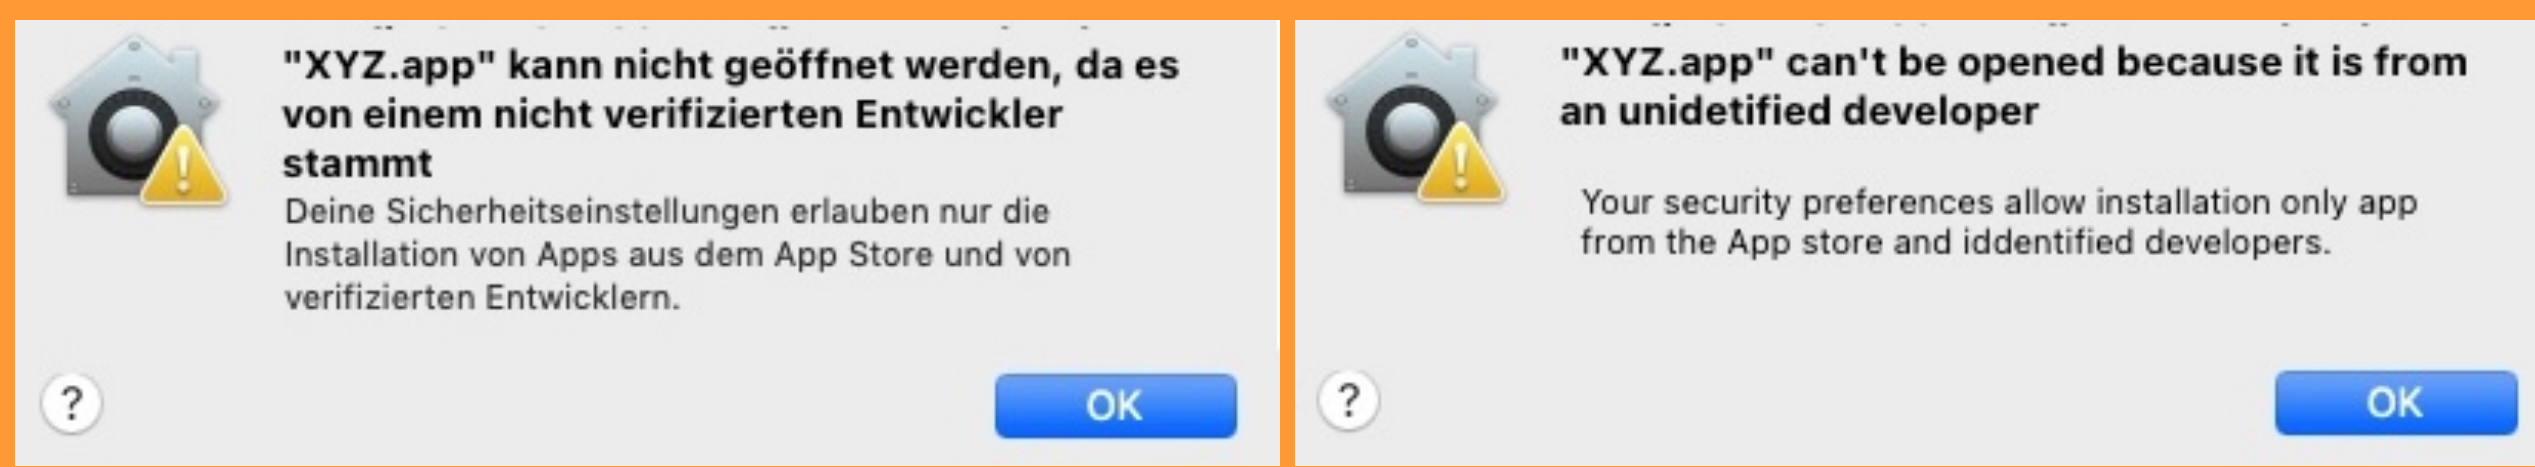 "XYZ.app" kann nicht geöffnet werden, da es
von einem nicht verifizierten Entwickler
stammt
Deine Sicherheitseinstellungen erlauben nur die
Installation von Apps aus dem App Store und von
verifizierten Entwicklern.
?
OK
"XYZ.app" can't be opened because it is from
an unidetified developer
Your security preferences allow installation only app
from the App store and iddentified developers.
?
OK